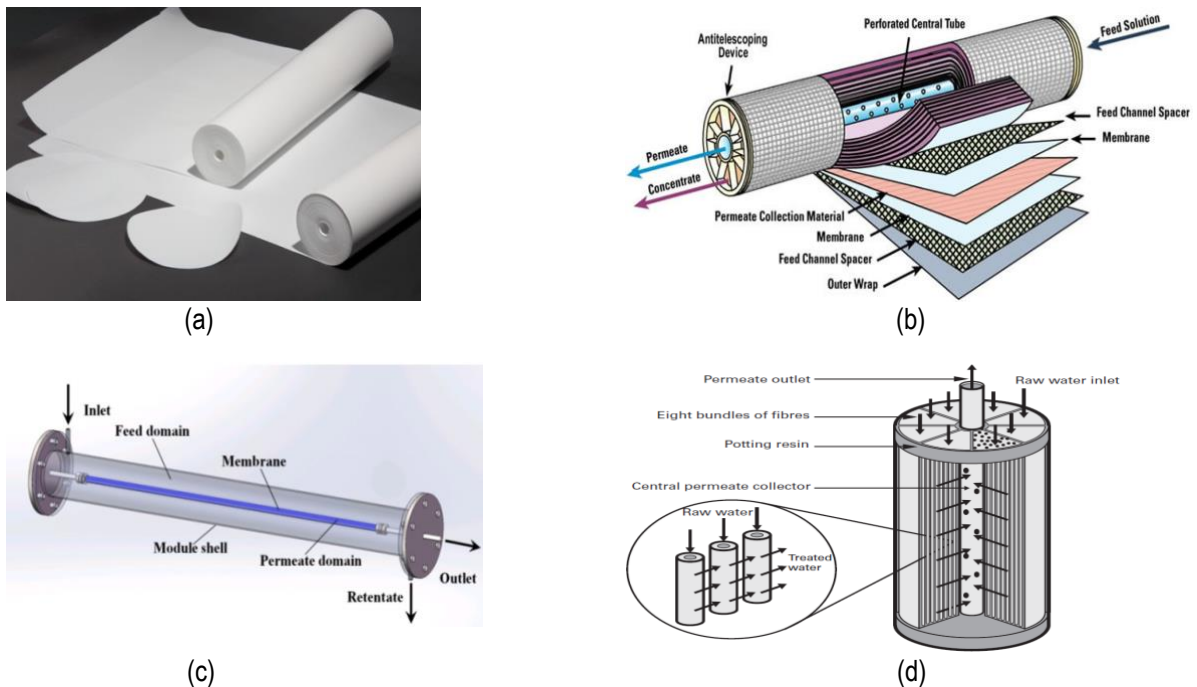 Antitelescoping
Device
Perforated Central Tube
Feed Solution
Feed Channel Spacer
Membrane
Permeate
Concentrate
Permeate Collection Material
Membrane
Feed Channel Spacer
Outer Wrap
(a)
(b)
Inlet
Feed domain
Membrane
Module shell
Permeate domain
Outlet
Retentate
(c)
Permeate outlet
Raw water inlet
Eight bundles of fibres
Potting resin
Central permeate collector
Raw water
Treated
water
(d)